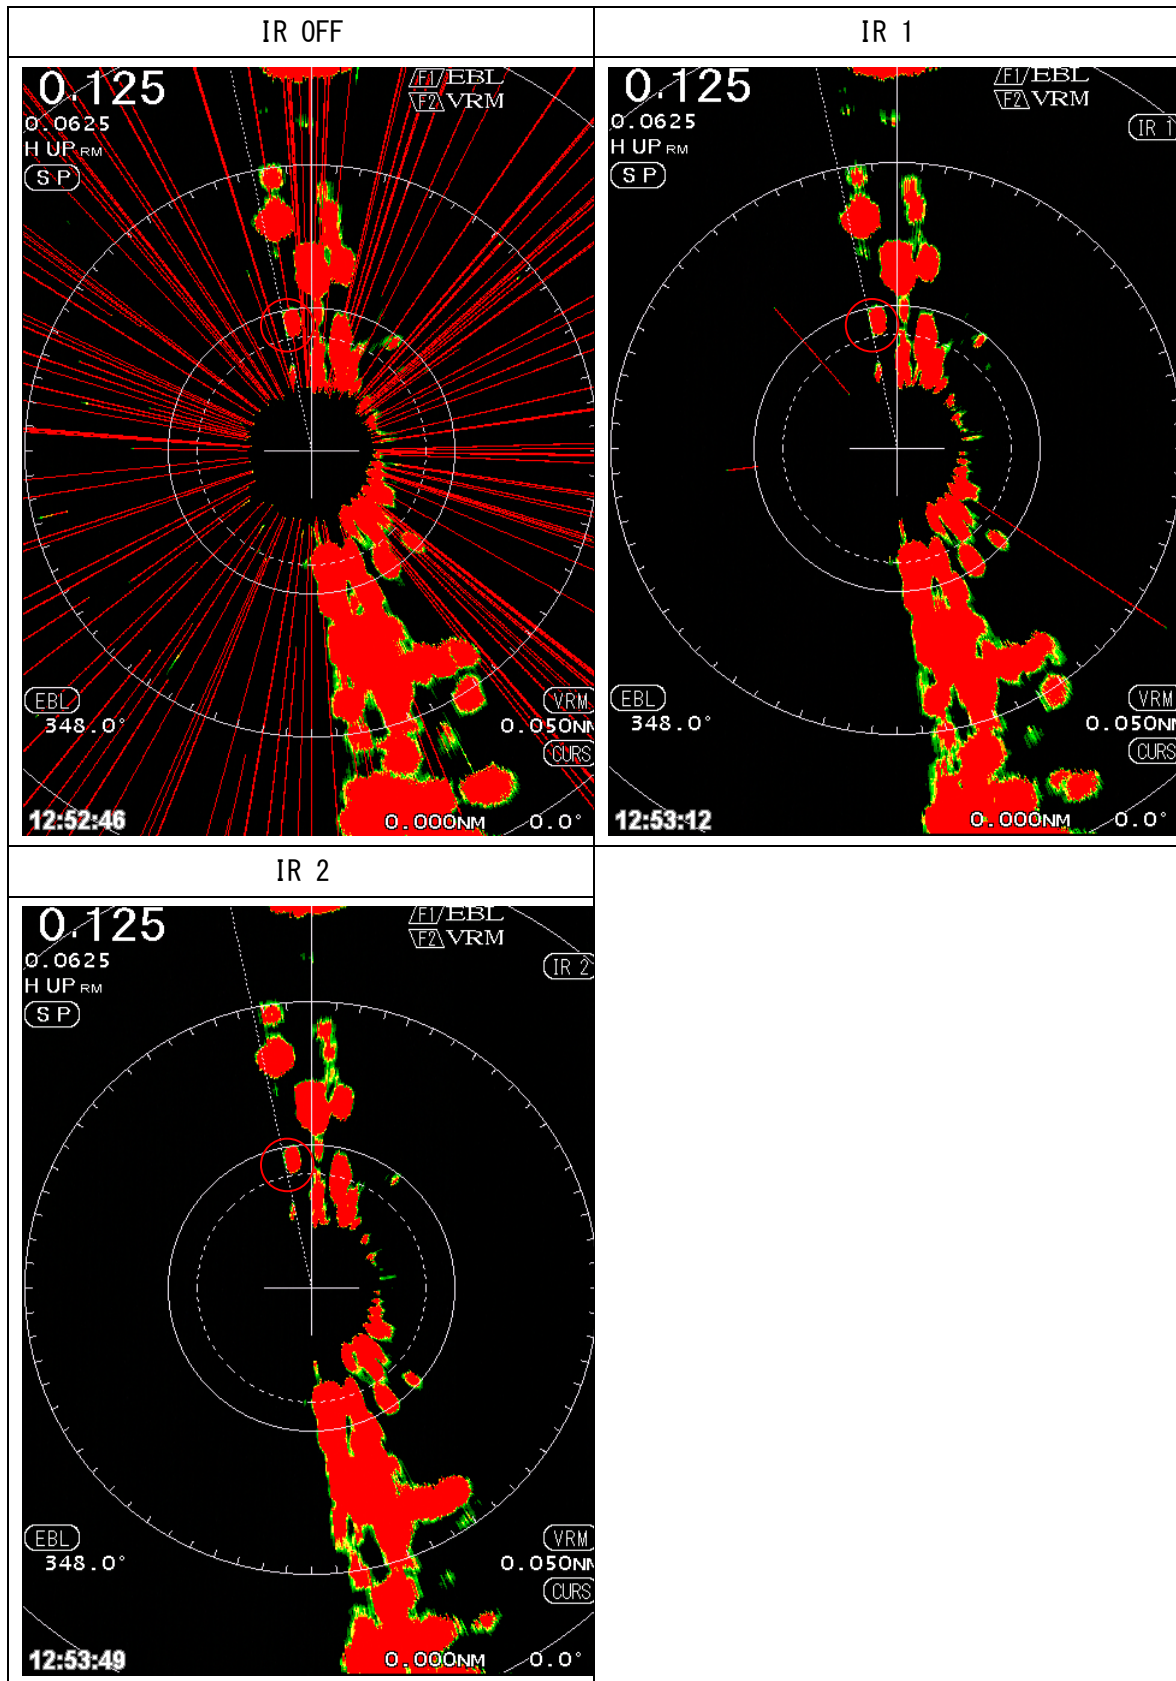 IR OFF
IR 1
0.125
0.0625
H UP RM
S P
F1 EBL
F2 VRM
EBL
348.0°
VRM
0.050NM
CURS
12:52:46
0.000NM
0.0°
0.125
0.0625
H UP RM
S P
F1 EBL
F2 VRM
IR 1
EBL
348.0°
VRM
0.050NM
CURS
12:53:12
0.000NM
0.0°
IR 2
0.125
0.0625
H UP RM
S P
F1 EBL
F2 VRM
IR 2
EBL
348.0°
VRM
0.050NM
CURS
12:53:49
0.000NM
0.0°